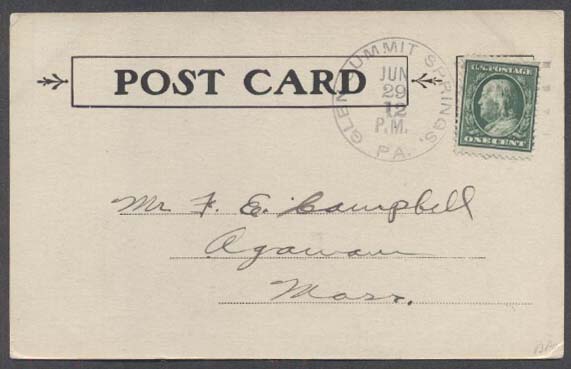 POST CARD
GLEN SUMMIT SPRINGS,
JUN
29
12
P.M.
PA.
U.S. POSTAGE
ONE CENT
Mr F. E. Campbell
Agawam
Mass.